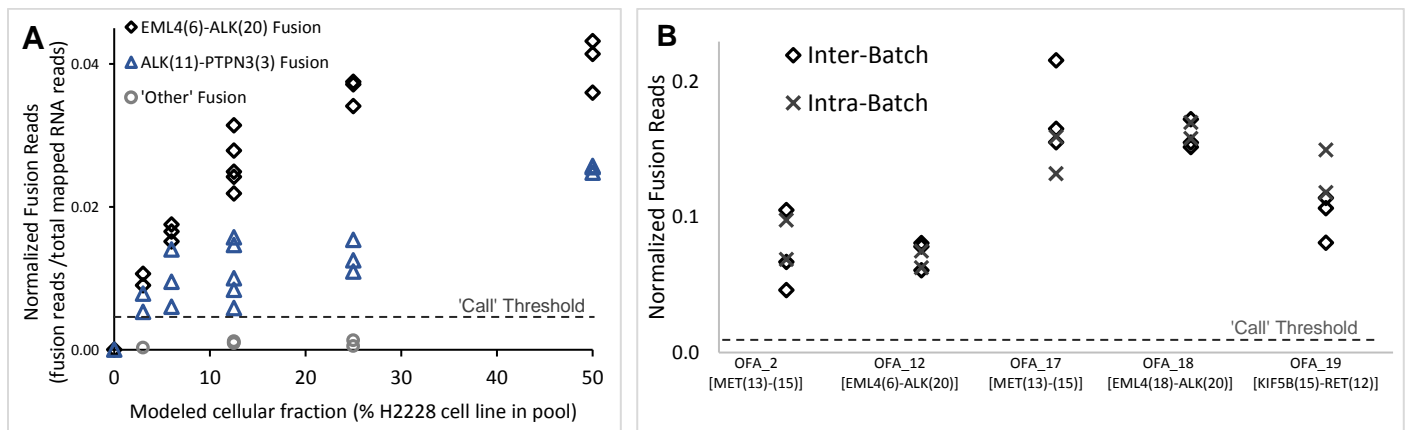 A
EML4(6)-ALK(20) Fusion
ALK(11)-PTPN3(3) Fusion
'Other' Fusion
Normalized Fusion Reads
(fusion reads /total mapped RNA reads)
0.04
0.02
0.00
'Call' Threshold
0 10 20 30 40 50
Modeled cellular fraction (% H2228 cell line in pool)
B
Inter-Batch
Intra-Batch
Normalized Fusion Reads
0.2
0.1
0.0
'Call' Threshold
OFA_2 OFA_12 OFA_17 OFA_18 OFA_19
[MET(13)-(15)] [EML4(6)-ALK(20)] [MET(13)-(15)] [EML4(18)-ALK(20)] [KIF5B(15)-RET(12)]